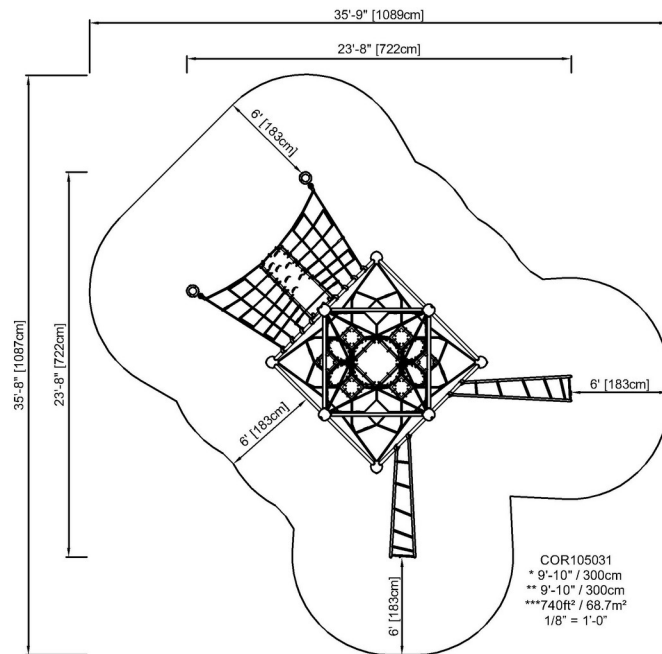 35'-9" [1089cm]
23'-8" [722cm]
6' [183cm]
35'-8" [1087cm]
23'-8" [722cm]
6' [183cm]
6' [183cm]
6' [183cm]
COR105031
* 9'-10" / 300cm
** 9'-10" / 300cm
***740ft² / 68.7m²
1/8" = 1'-0"